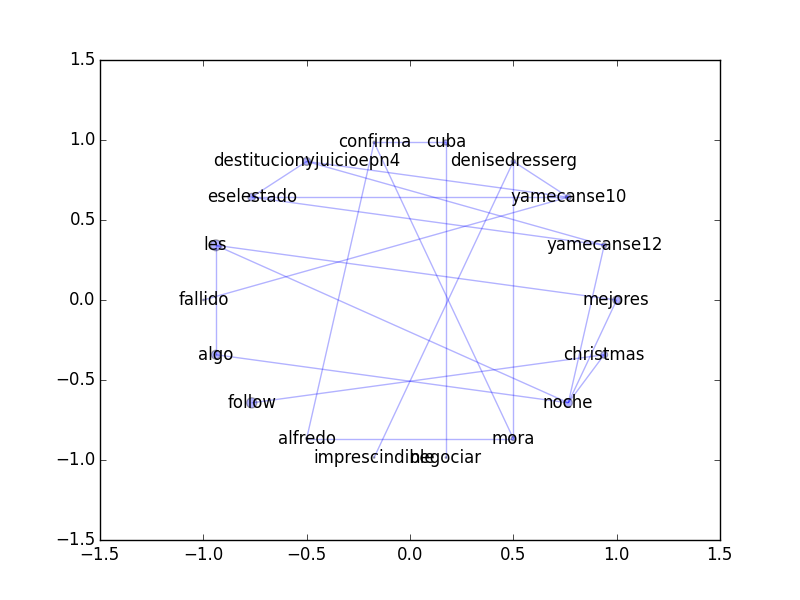 1.5
1.0
0.5
0.0
−0.5
−1.0
−1.5
confirma cuba
destitucionyjuicioepn4 denisedresserg
eselestado yamecanse10
les yamecanse12
fallido mejores
algo christmas
follow noche
alfredo mora
imprescindible negociar
−1.5 −1.0 −0.5 0.0 0.5 1.0 1.5